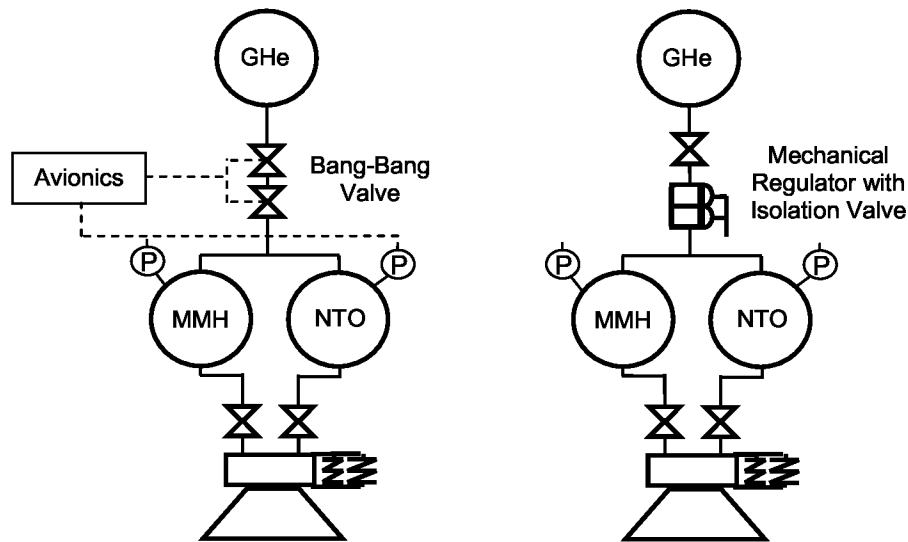 GHe
GHe
Avionics
Bang-Bang
Valve
Mechanical
Regulator with
Isolation Valve
P
P
P
P
MMH
NTO
MMH
NTO